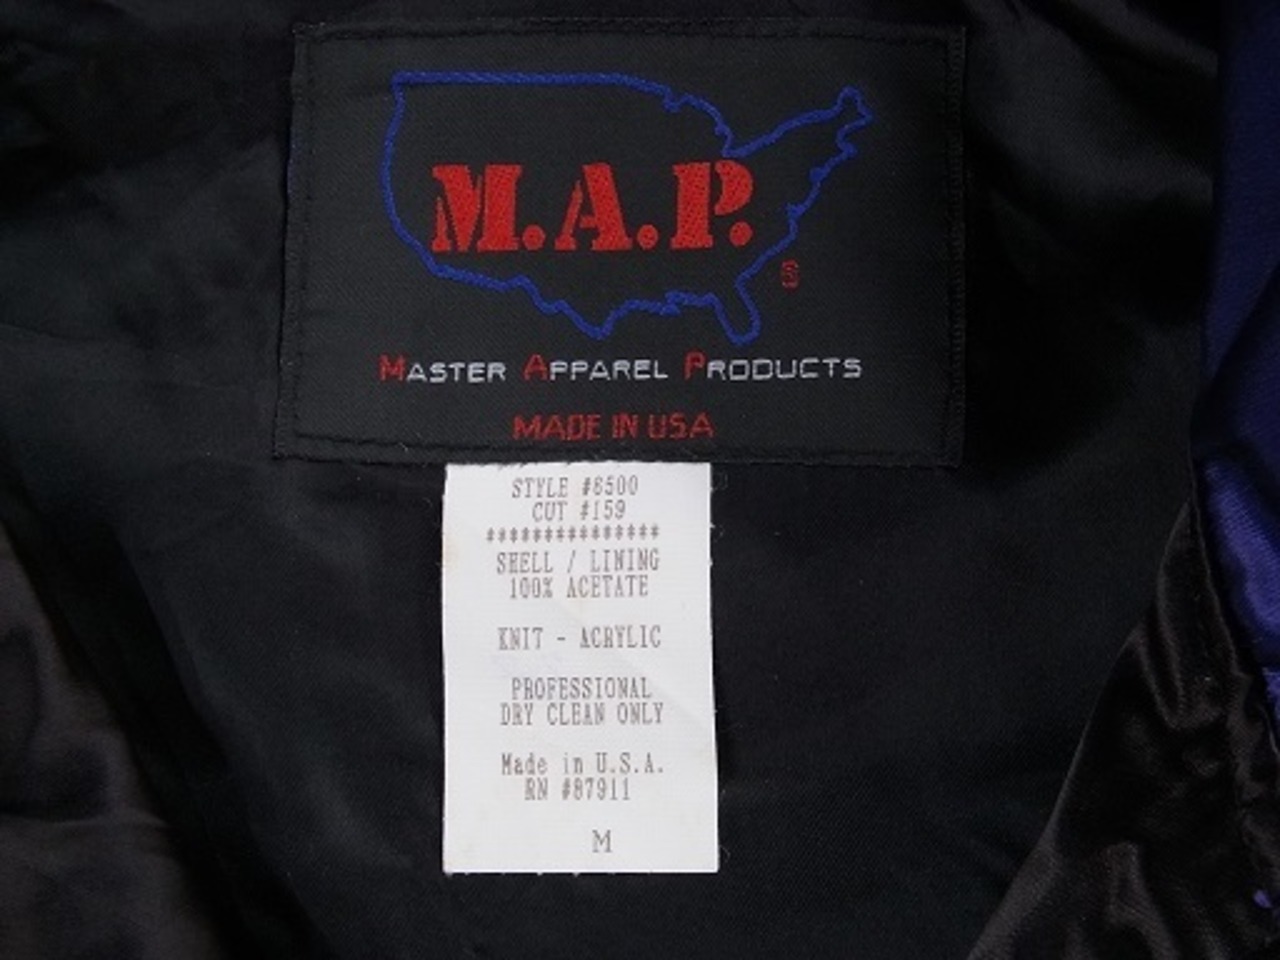 M.A.P.
MASTER APPAREL PRODUCTS
MADE IN USA
STYLE #6500
CUT #159
***************
SHELL / LINING
100% ACETATE
KNIT - ACRYLIC
PROFESSIONAL
DRY CLEAN ONLY
Made in U.S.A.
RN #87911
M